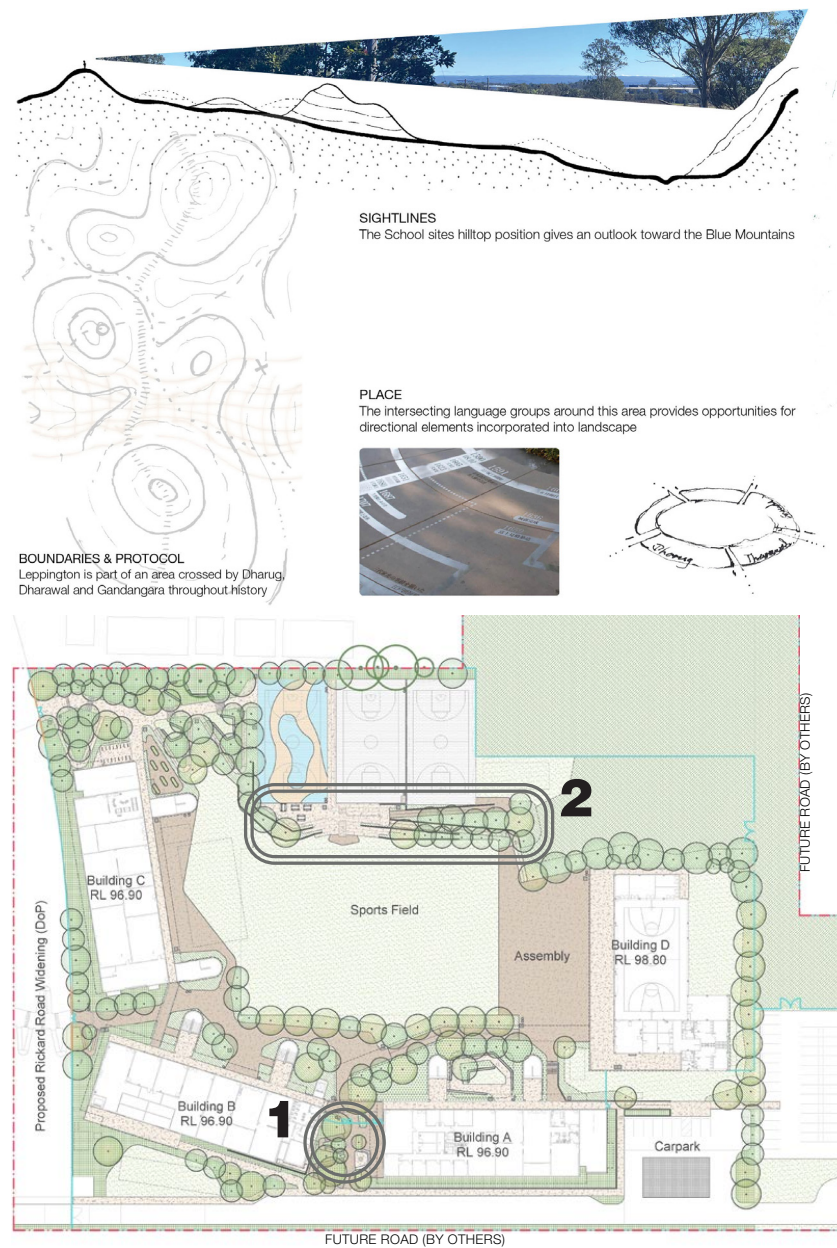 SIGHTLINES
The School sites hilltop position gives an outlook toward the Blue Mountains
PLACE
The intersecting language groups around this area provides opportunities for
directional elements incorporated into landscape
BOUNDARIES & PROTOCOL
Leppington is part of an area crossed by Dharug,
Dharawal and Gandangara throughout history
Dharug
FUTURE ROAD (BY OTHERS)
2
Building C
RL 96.90
Sports Field
Building D
RL 98.80
Assembly
Proposed Rickard Road Widening (DoP)
1
Building B
RL 96.90
Building A
RL 96.90
Carpark
FUTURE ROAD (BY OTHERS)